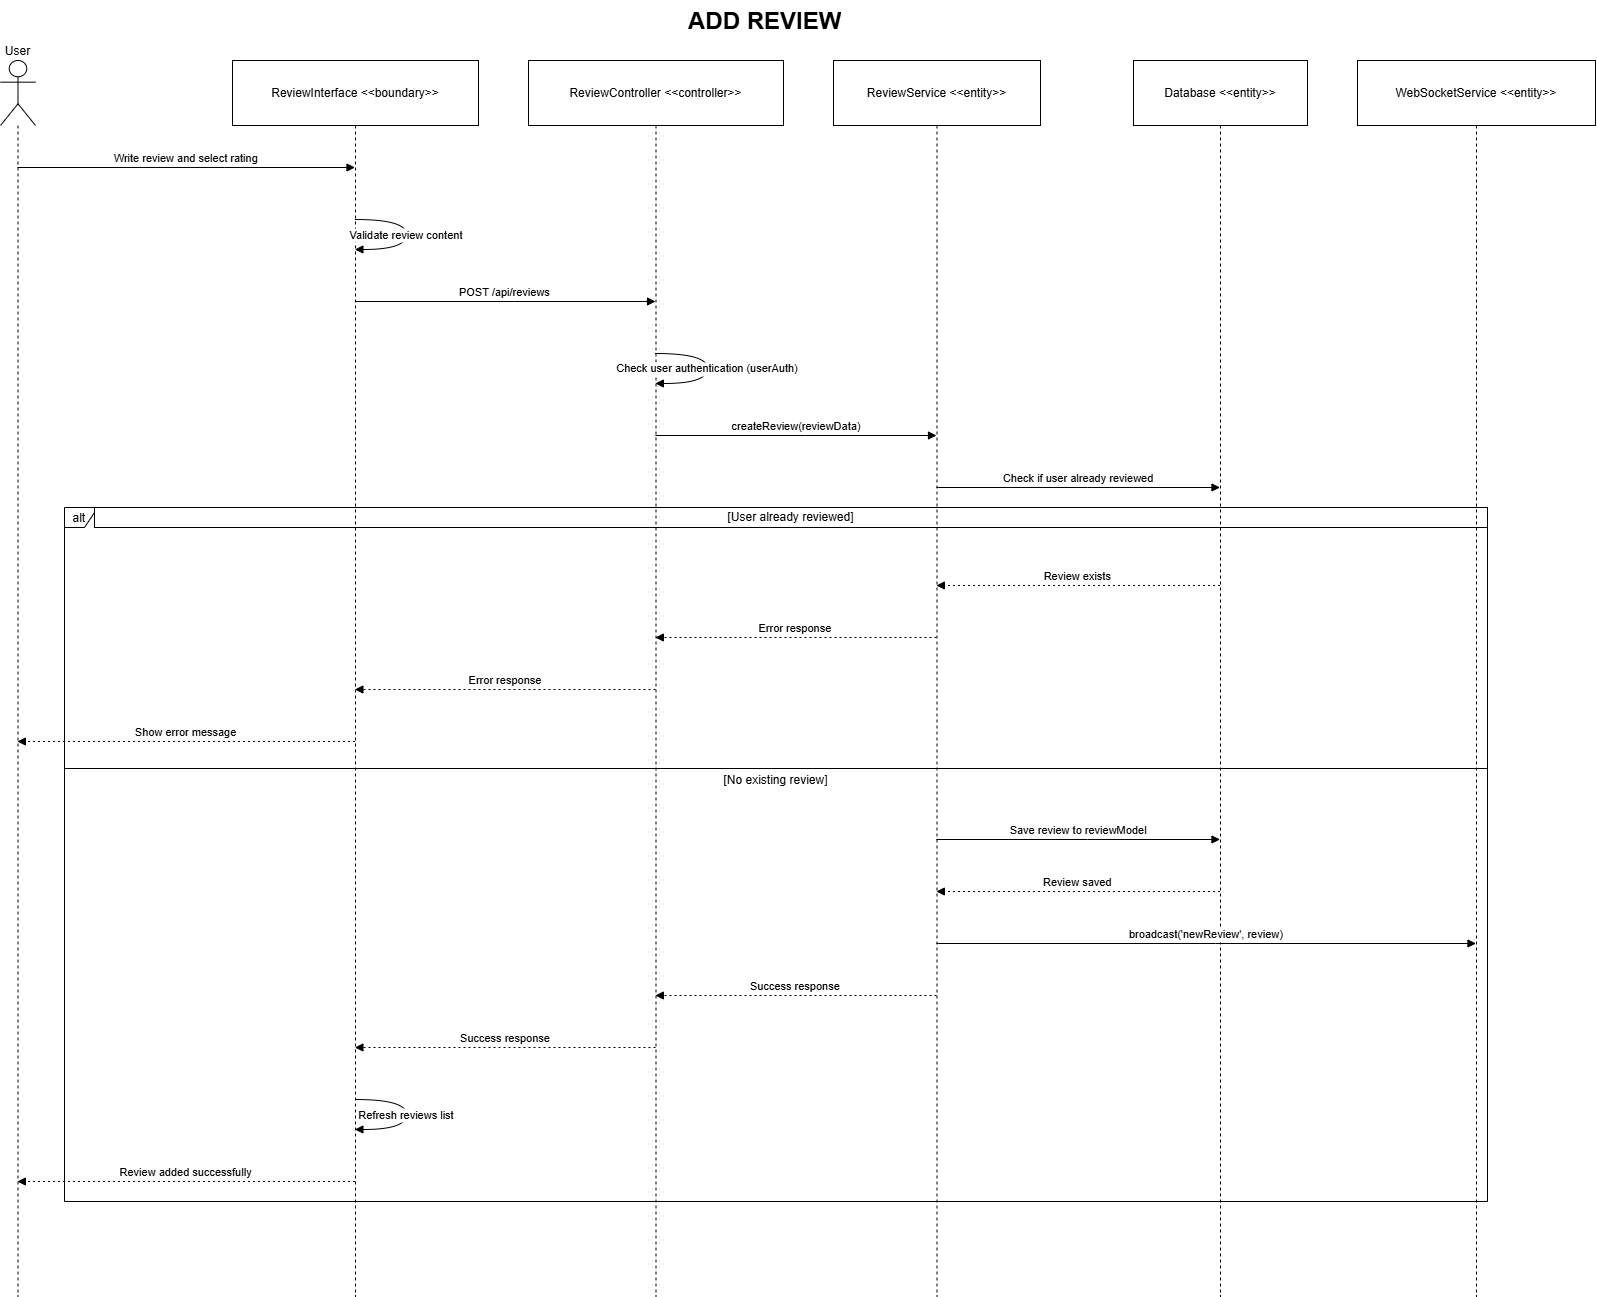 ADD REVIEW
User
ReviewInterface <<boundary>>
ReviewController <<controller>>
ReviewService <<entity>>
Database <<entity>>
WebSocketService <<entity>>
Write review and select rating
Validate review content
POST /api/reviews
Check user authentication (userAuth)
createReview(reviewData)
Check if user already reviewed
alt
[User already reviewed]
Review exists
Error response
Error response
Show error message
[No existing review]
Save review to reviewModel
Review saved
broadcast('newReview', review)
Success response
Success response
Refresh reviews list
Review added successfully